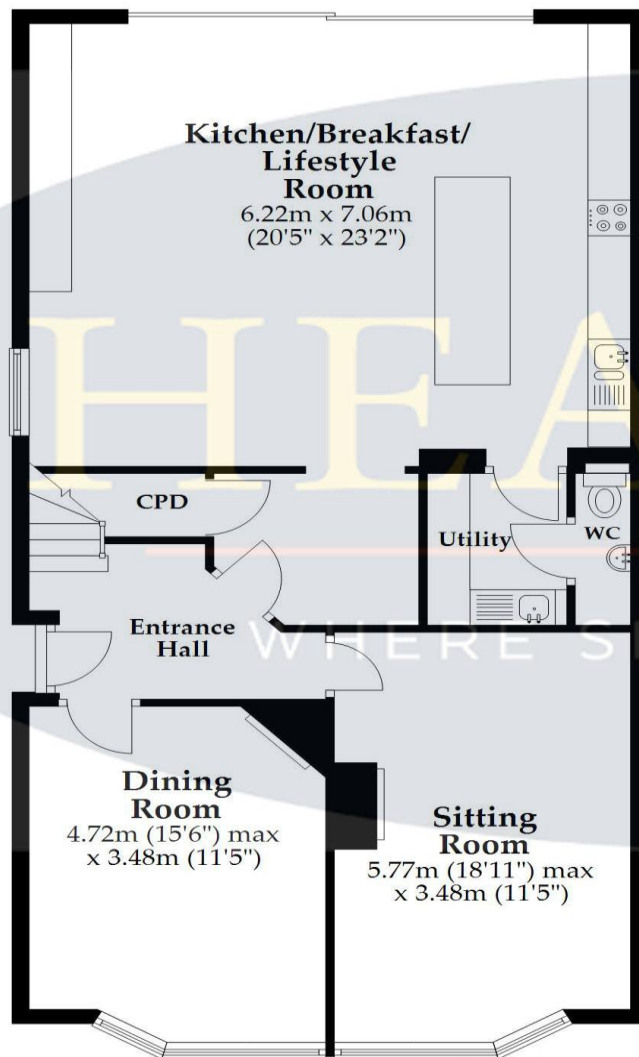 Kitchen/Breakfast/
Lifestyle
Room
6.22m x 7.06m
(20'5" x 23'2")
HEA
CPD
Utility
WC
Entrance
Hall
WHERE S
Dining
Room
4.72m (15'6") max
x 3.48m (11'5")
Sitting
Room
5.77m (18'11") max
x 3.48m (11'5")